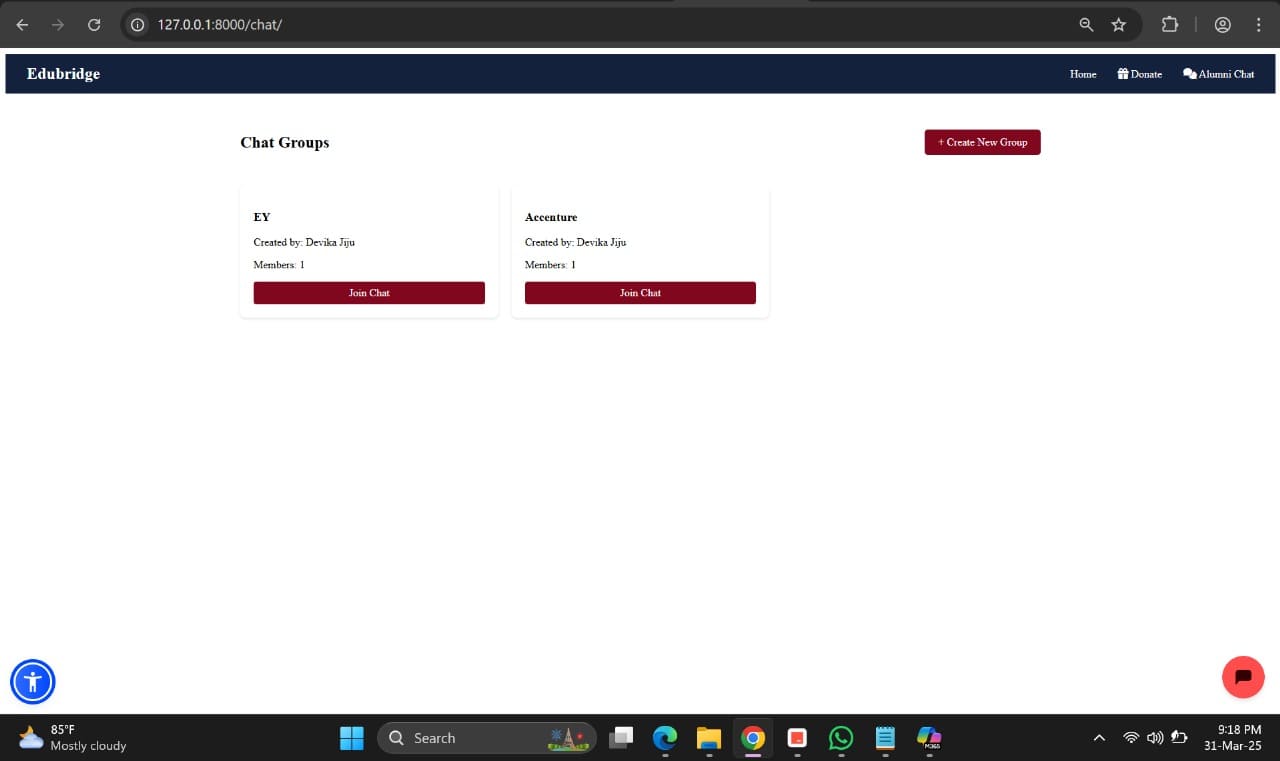 127.0.0.1:8000/chat/
Edubridge
Home Donate Alumni Chat
Chat Groups
+ Create New Group
EY
Created by: Devika Jiju
Members: 1
Join Chat
Accenture
Created by: Devika Jiju
Members: 1
Join Chat
85°F
Mostly cloudy
Search
M365
9:18 PM
31-Mar-25